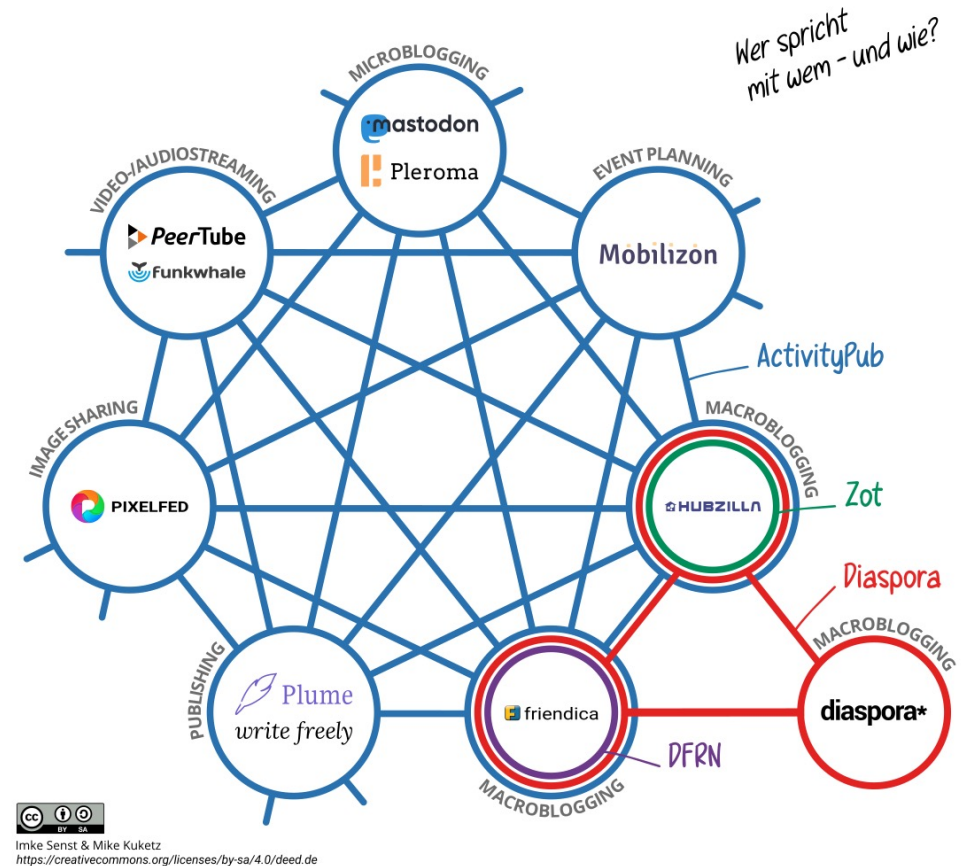 Wer spricht
mit wem - und wie?
MICROBLOGGING
mastodon
Pleroma
VIDEO-/AUDIOSTREAMING
PeerTube
funkwhale
EVENT PLANNING
Mobilizon
ActivityPub
IMAGE SHARING
PIXELFED
MACROBLOGGING
HUBZILLA
Zot
Diaspora
PUBLISHING
Plume
write freely
friendica
MACROBLOGGING
DFRN
MACROBLOGGING
diaspora*
cc
BY SA
Imke Senst & Mike Kuketz
https://creativecommons.org/licenses/by-sa/4.0/deed.de